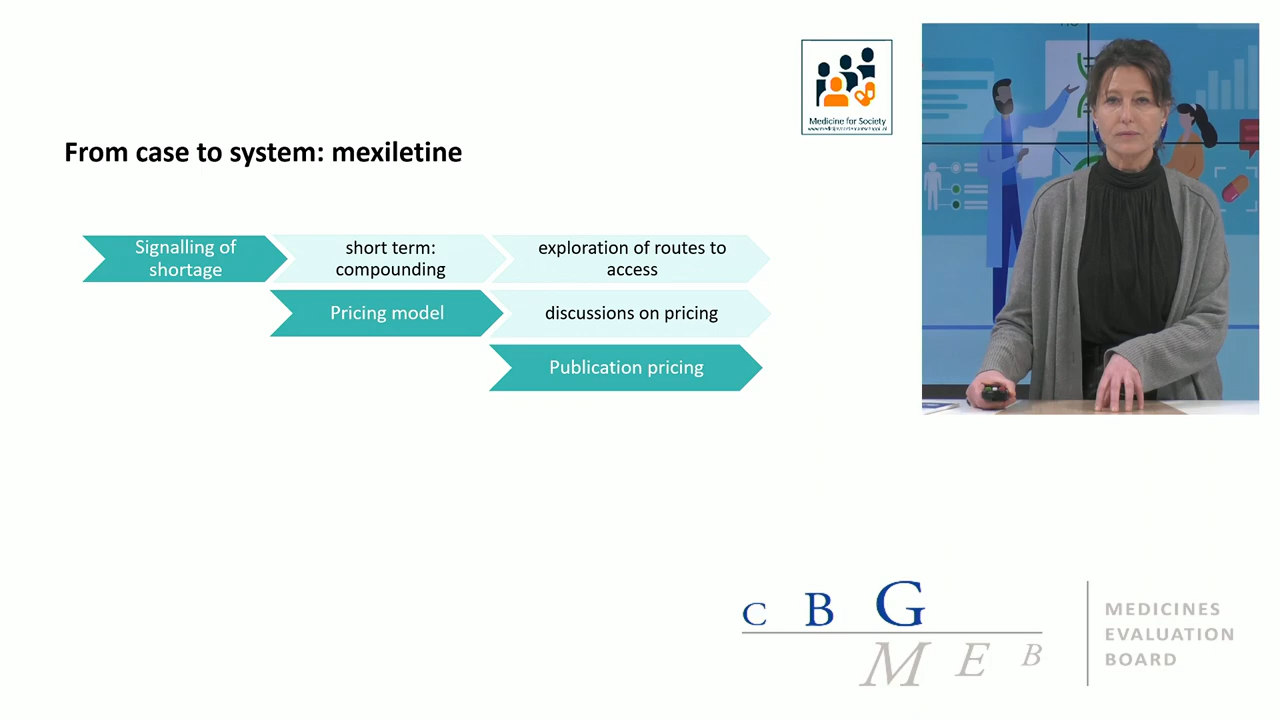 Medicine for Society
From case to system: mexiletine
Signalling of
shortage
short term:
compounding
exploration of routes to
access
Pricing model
discussions on pricing
Publication pricing
C B G
M E B
MEDICINES
EVALUATION
BOARD